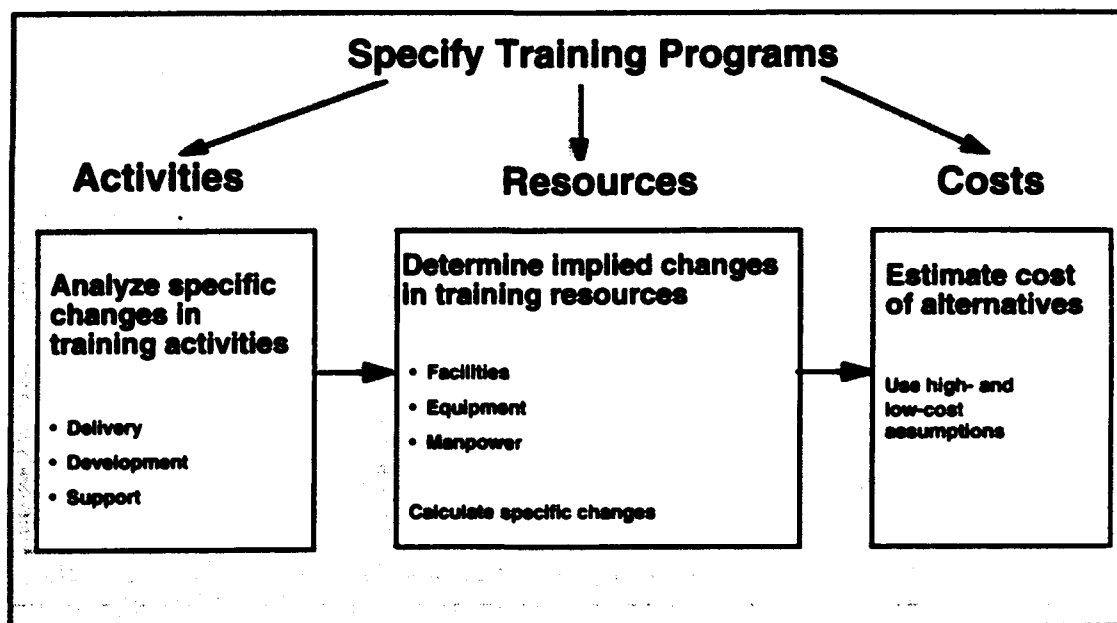 Specify Training Programs
Activities
Resources
Costs
Analyze specific
changes in
training activities
• Delivery
• Development
• Support
Determine implied changes
in training resources
• Facilities
• Equipment
• Manpower
Calculate specific changes
Estimate cost
of alternatives
Use high- and
low-cost
assumptions